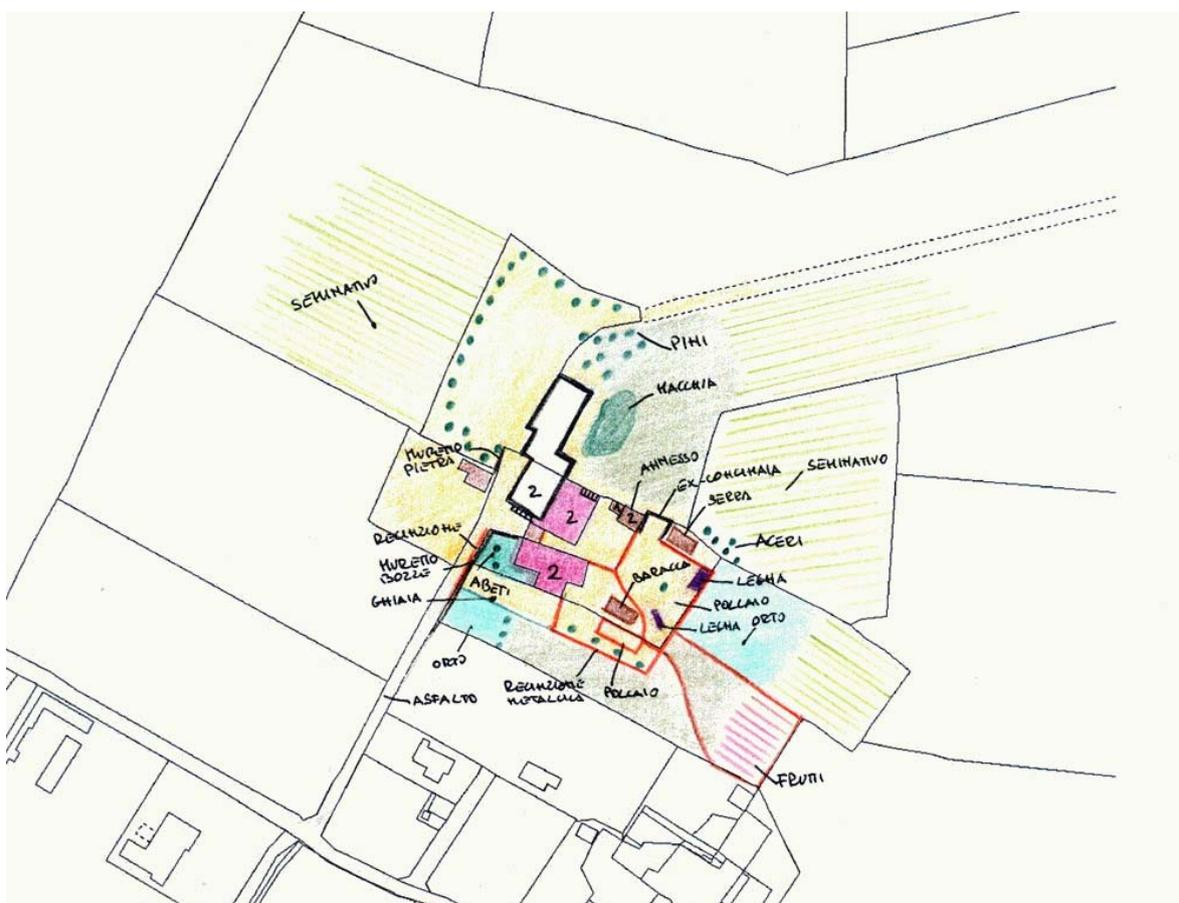 SEMINATIVO
PINI
MACCHIA
MURETTO
PIETRA
ANNESSO
EX-CONCIMAIA
SERRA
SEMINATIVO
2
2
2
2
ACERI
RECINZIONE
MURETTO
BOZZE
GHIAIA
ABETI
BARACCA
LEGNA
POLLAIO
LEGNA
ORTO
ORTO
ASFALTO
RECINZIONE
METALLICA
POLLAIO
FRUTTI